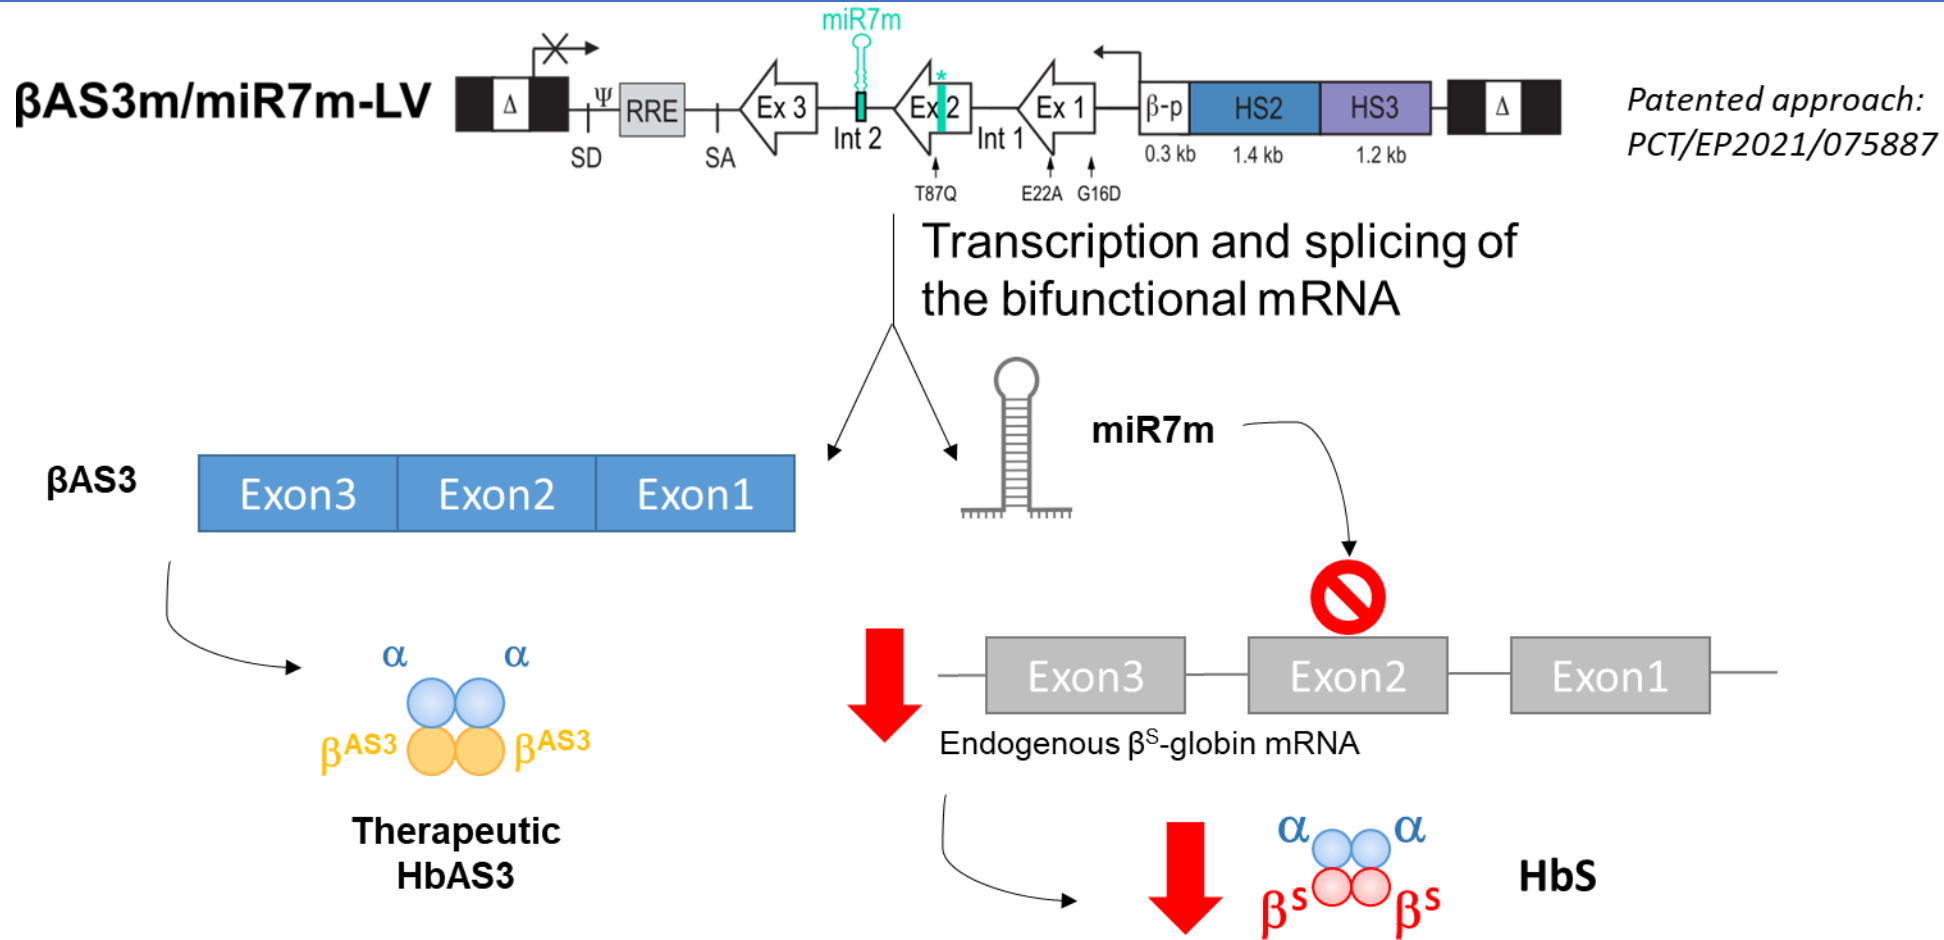 miR7m
βAS3m/miR7m-LV
Δ
Ψ
RRE
Ex 3
Ex 2
*
Ex 1
β-p
HS2
HS3
Δ
Patented approach:
PCT/EP2021/075887
SD
SA
Int 2
Int 1
0.3 kb
1.4 kb
1.2 kb
T87Q
E22A
G16D
Transcription and splicing of
the bifunctional mRNA
miR7m
βAS3
Exon3
Exon2
Exon1
α
α
βAS3
βAS3
Therapeutic
HbAS3
Exon3
Exon2
Exon1
Endogenous βS-globin mRNA
α
α
βS
βS
HbS